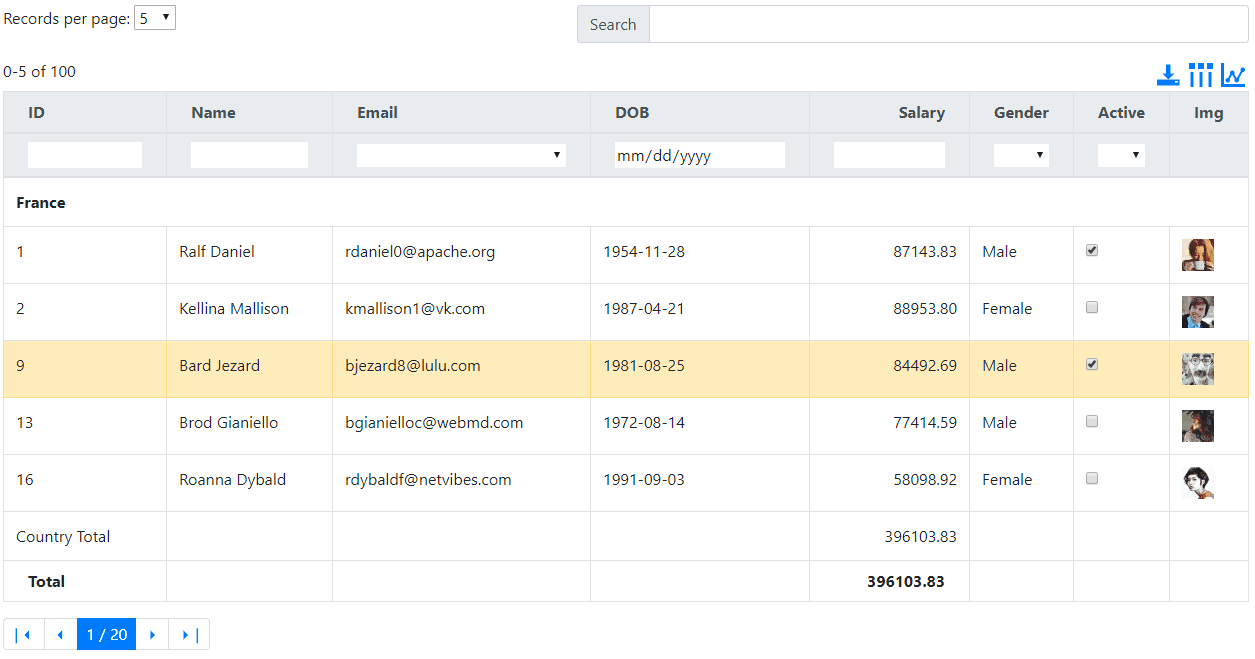 Records per page: 5
Search
0-5 of 100
ID Name Email DOB Salary Gender Active Img
mm/dd/yyyy
France
1 Ralf Daniel rdaniel0@apache.org 1954-11-28 87143.83 Male
2 Kellina Mallison kmallison1@vk.com 1987-04-21 88953.80 Female
9 Bard Jezard bjezard8@lulu.com 1981-08-25 84492.69 Male
13 Brod Gianiello bgianielloc@webmd.com 1972-08-14 77414.59 Male
16 Roanna Dybald rdybaldf@netvibes.com 1991-09-03 58098.92 Female
Country Total 396103.83
Total 396103.83
1 / 20